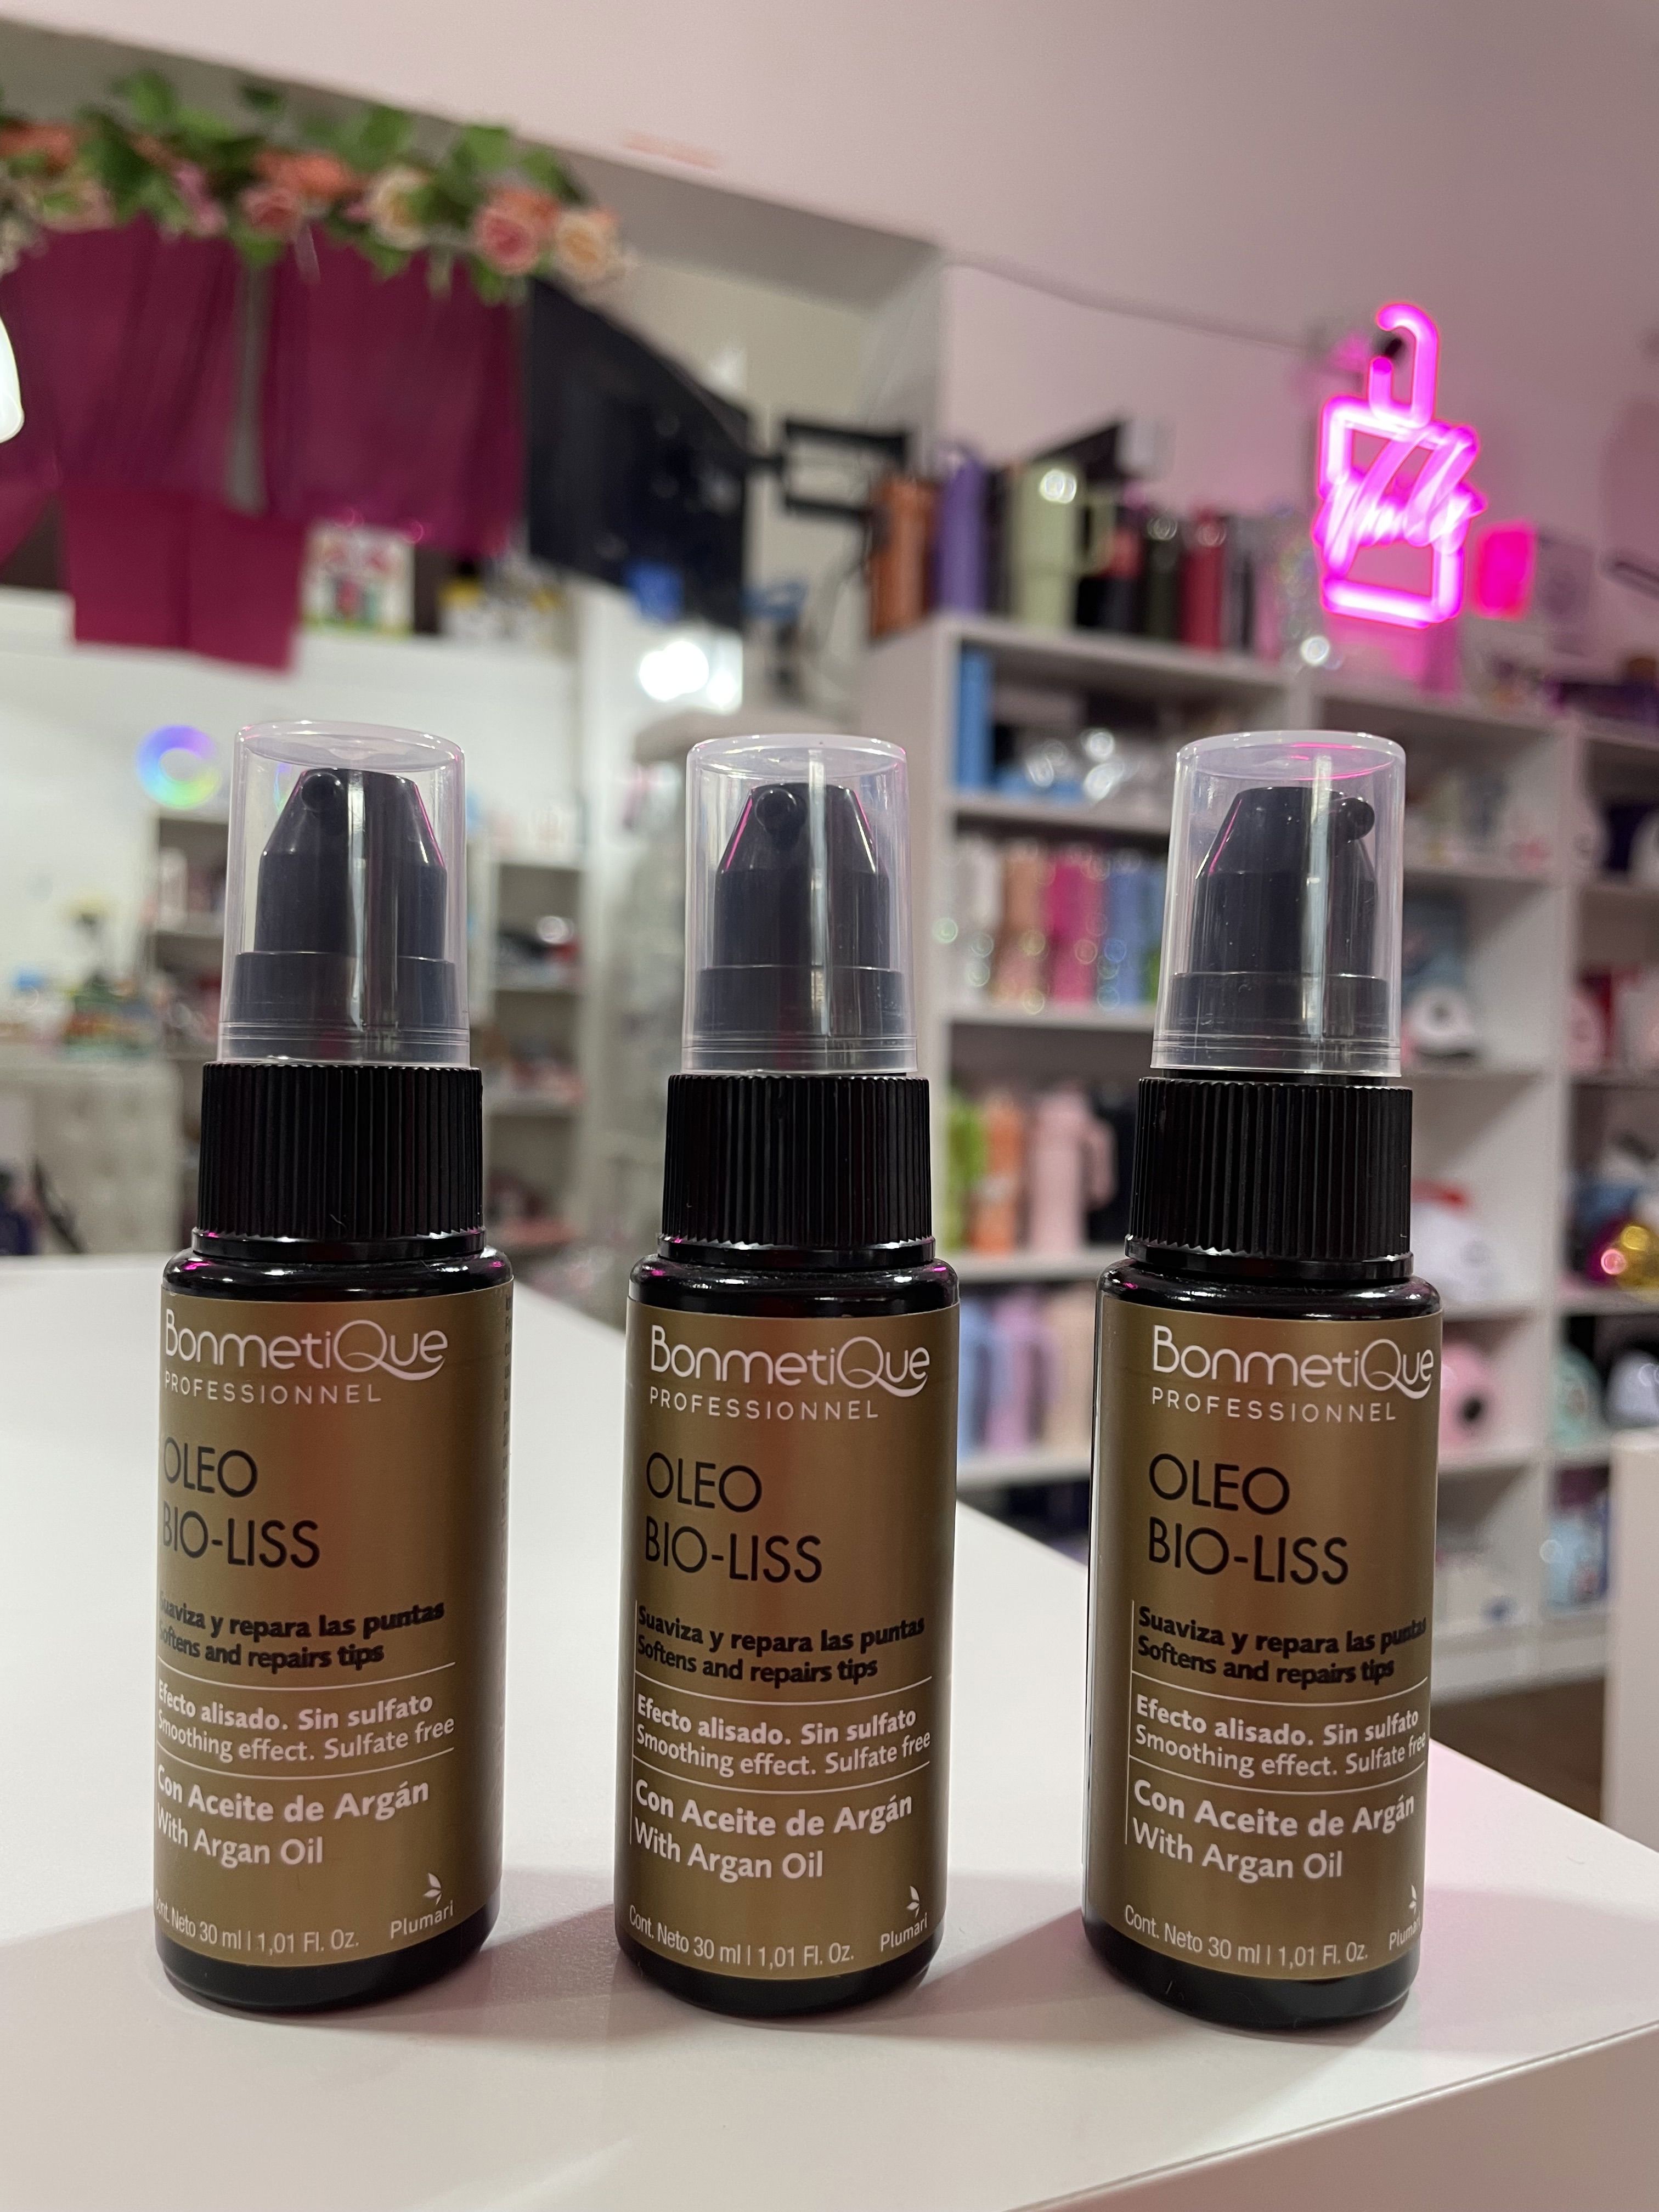 BonmetiQue
PROFESSIONNEL
OLEO
BIO-LISS
Suaviza y repara las puntas
Softens and repairs tips
Efecto alisado. Sin sulfato
Smoothing effect. Sulfate free
Con Aceite de Argán
With Argan Oil
Cont. Neto 30 ml | 1,01 Fl. Oz.
Plumari
BonmetiQue
PROFESSIONNEL
OLEO
BIO-LISS
Suaviza y repara las puntas
Softens and repairs tips
Efecto alisado. Sin sulfato
Smoothing effect. Sulfate free
Con Aceite de Argán
With Argan Oil
Cont. Neto 30 ml | 1,01 Fl. Oz.
Plumari
BonmetiQue
PROFESSIONNEL
OLEO
BIO-LISS
Suaviza y repara las puntas
Softens and repairs tips
Efecto alisado. Sin sulfato
Smoothing effect. Sulfate free
Con Aceite de Argán
With Argan Oil
Cont. Neto 30 ml | 1,01 Fl. Oz.
Plumari